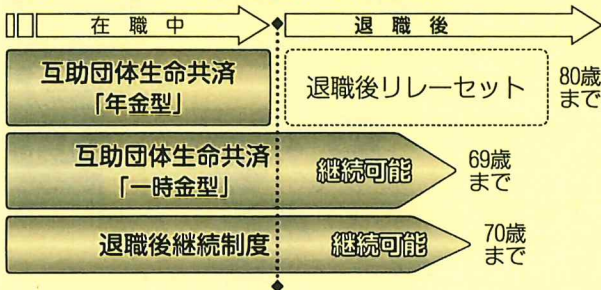 在職中
退職後
互助団体生命共済
「年金型」
退職後リレーセット
80歳
まで
互助団体生命共済
「一時金型」
継続可能
69歳
まで
退職後継続制度
継続可能
70歳
まで